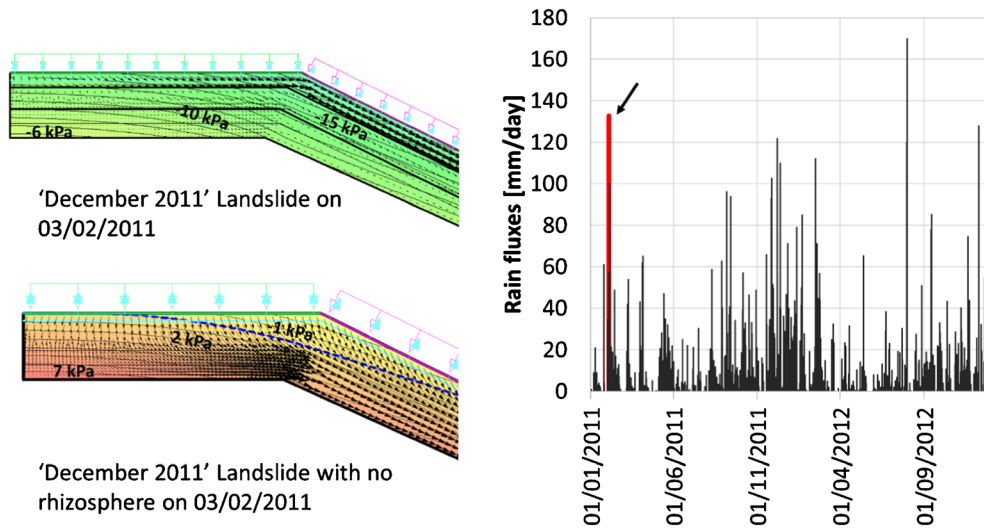 -10 kPa
-15 kPa
-6 kPa
‘December 2011’ Landslide on
03/02/2011
-1 kPa
2 kPa
7 kPa
‘December 2011’ Landslide with no
rhizosphere on 03/02/2011
Rain fluxes [mm/day]
180
160
140
120
100
80
60
40
20
0
01/01/2011
01/06/2011
01/11/2011
01/04/2012
01/09/2012